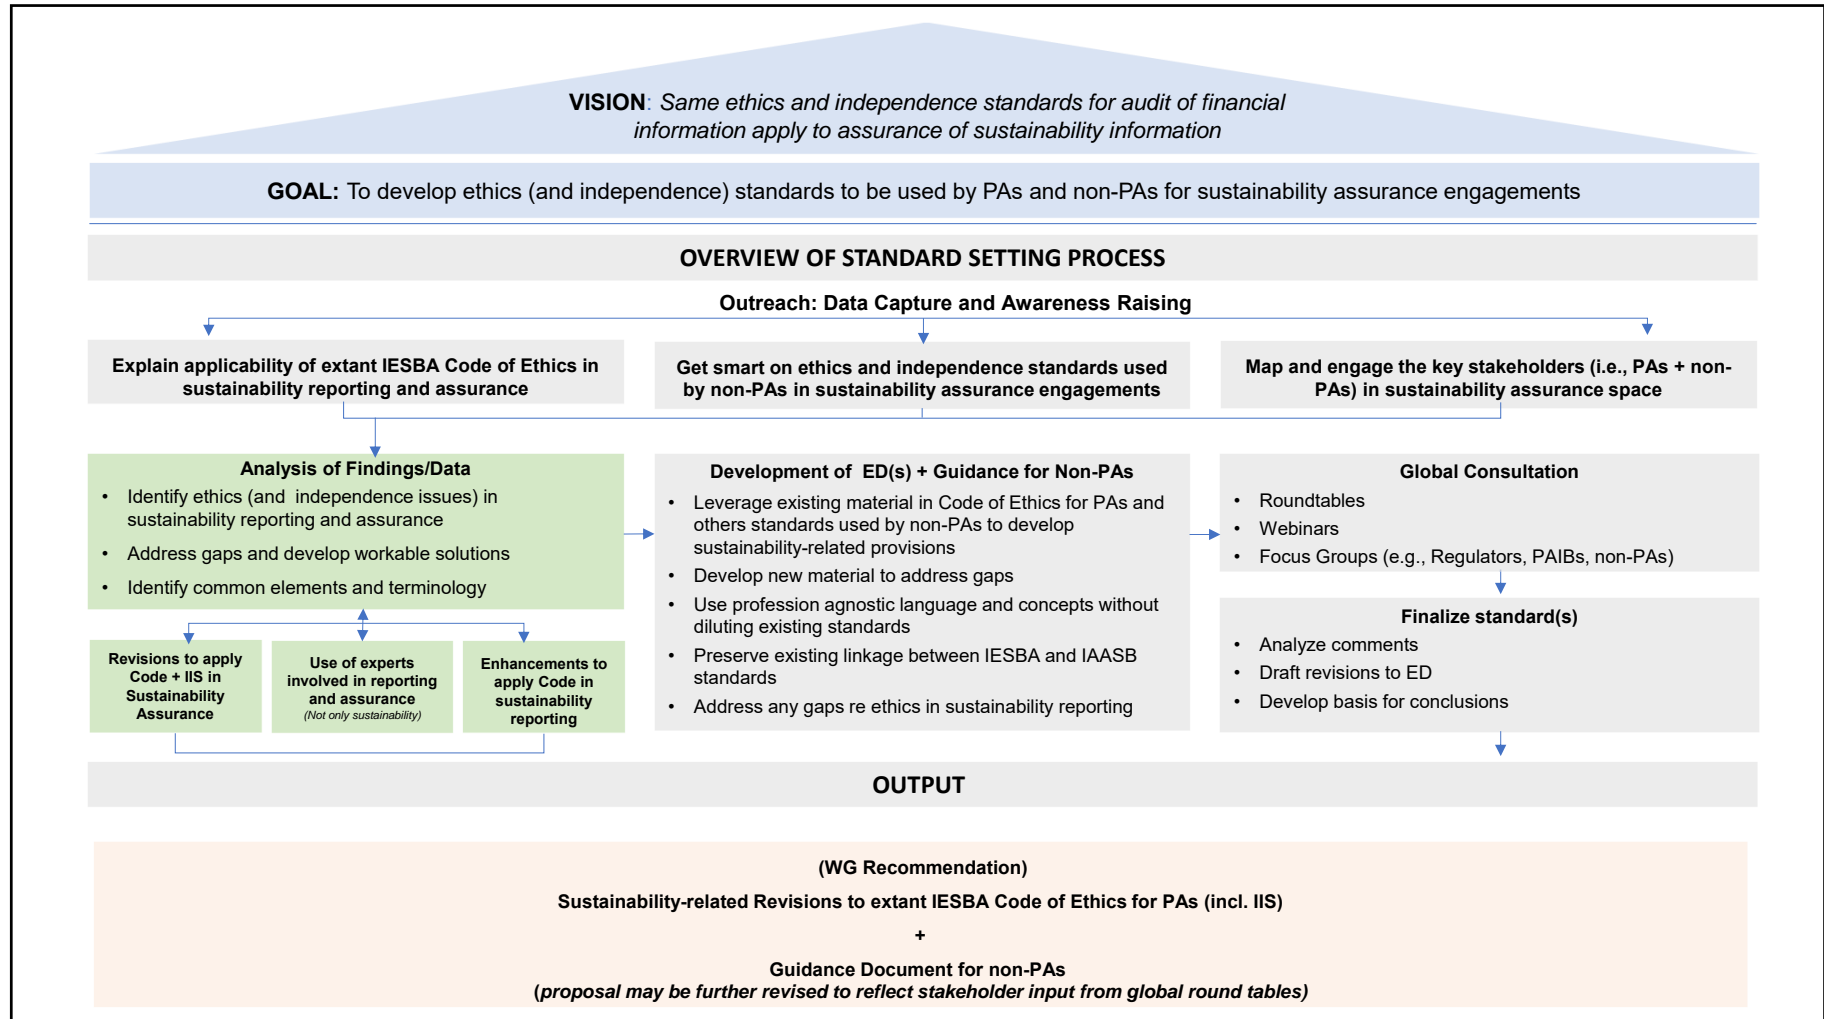 VISION: Same ethics and independence standards for audit of financial
information apply to assurance of sustainability information
GOAL: To develop ethics (and independence) standards to be used by PAs and non-PAs for sustainability assurance engagements
OVERVIEW OF STANDARD SETTING PROCESS
Outreach: Data Capture and Awareness Raising
Explain applicability of extant IESBA Code of Ethics in
sustainability reporting and assurance
Get smart on ethics and independence standards used
by non-PAs in sustainability assurance engagements
Map and engage the key stakeholders (i.e., PAs + non-
PAs) in sustainability assurance space
Analysis of Findings/Data
• Identify ethics (and independence issues) in
sustainability reporting and assurance
• Address gaps and develop workable solutions
• Identify common elements and terminology
Revisions to apply
Code + IIS in
Sustainability
Assurance
Use of experts
involved in reporting
and assurance
(Not only sustainability)
Enhancements to
apply Code in
sustainability
reporting
Development of ED(s) + Guidance for Non-PAs
• Leverage existing material in Code of Ethics for PAs and
others standards used by non-PAs to develop
sustainability-related provisions
• Develop new material to address gaps
• Use profession agnostic language and concepts without
diluting existing standards
• Preserve existing linkage between IESBA and IAASB
standards
• Address any gaps re ethics in sustainability reporting
Global Consultation
• Roundtables
• Webinars
• Focus Groups (e.g., Regulators, PAIBs, non-PAs)
Finalize standard(s)
• Analyze comments
• Draft revisions to ED
• Develop basis for conclusions
OUTPUT
(WG Recommendation)
Sustainability-related Revisions to extant IESBA Code of Ethics for PAs (incl. IIS)
+
Guidance Document for non-PAs
(proposal may be further revised to reflect stakeholder input from global round tables)